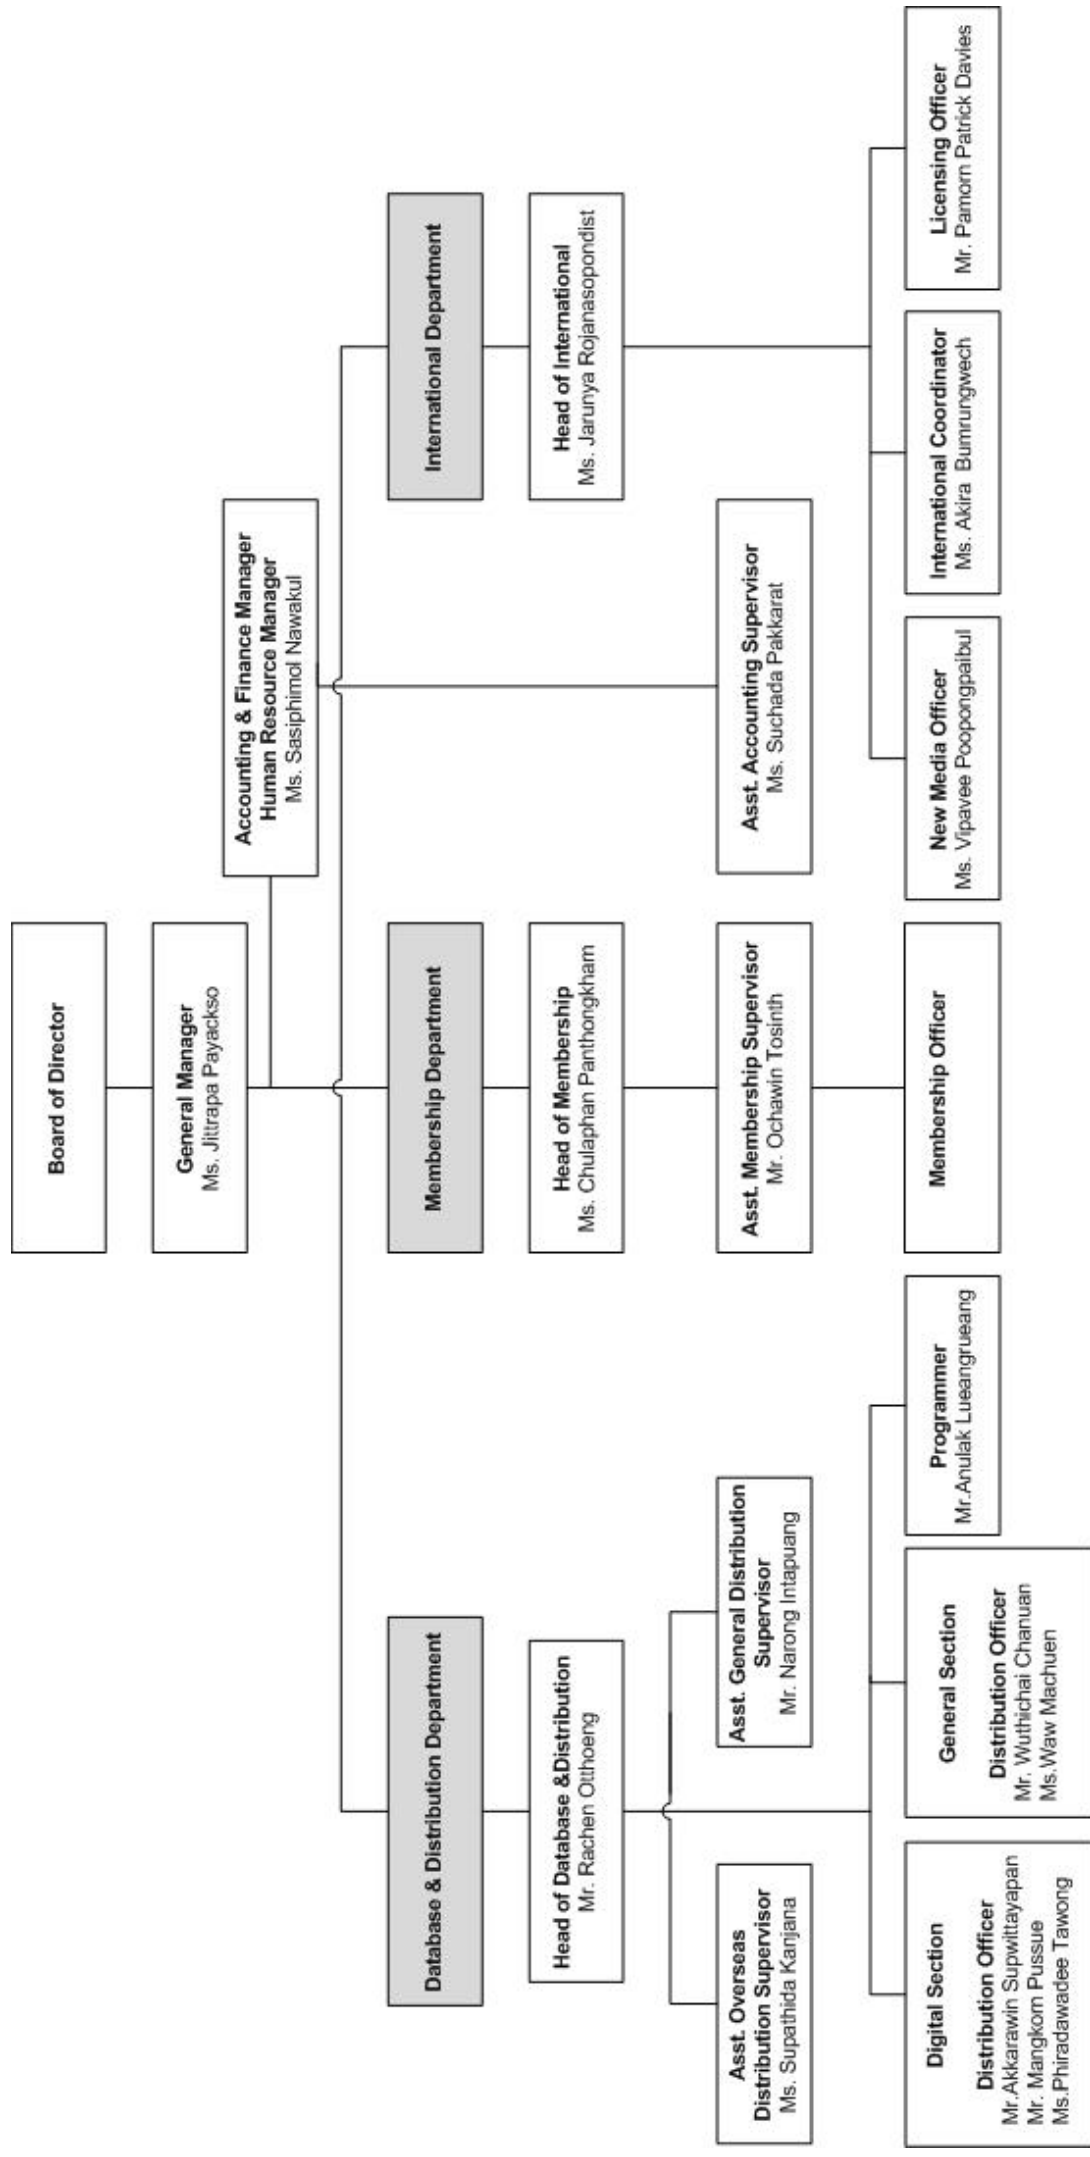 Board of Director
General Manager
Ms. Jittrapa Payackso
Accounting & Finance Manager
Human Resource Manager
Ms. Sasiphimol Nawakul
Database & Distribution Department
Membership Department
International Department
Head of Database &Distribution
Mr. Rachen Otthoeng
Head of Membership
Ms. Chulaphan Panthongkham
Head of International
Ms. Jarunya Rojanasopondist
Asst. Overseas
Distribution Supervisor
Ms. Supathida Kanjana
Asst. General Distribution
Supervisor
Mr. Narong Intapuang
Asst. Membership Supervisor
Mr. Ochawin Tosinth
Asst. Accounting Supervisor
Ms. Suchada Pakkarat
Digital Section
Distribution Officer
Mr.Akkarawin Supwittayapan
Mr. Mangkorn Pussue
Ms.Phiradawadee Tawong
General Section
Distribution Officer
Mr. Wuthichai Chanuan
Ms.Waw Machuen
Programmer
Mr.Anulak Lueangrueang
Membership Officer
New Media Officer
Ms. Vipavee Poopongpaibul
International Coordinator
Ms. Akira  Bumrungwech
Licensing Officer
Mr. Pamorn Patrick Davies